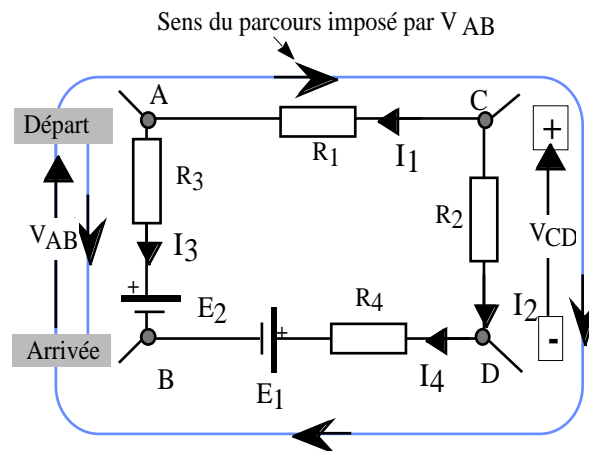 Sens du parcours imposé par VAB
A
C
Départ
+
R1
I1
R3
R2
VAB
I3
VCD
+
E2
R4
I2
Arrivée
+
-
B
E1
I4
D